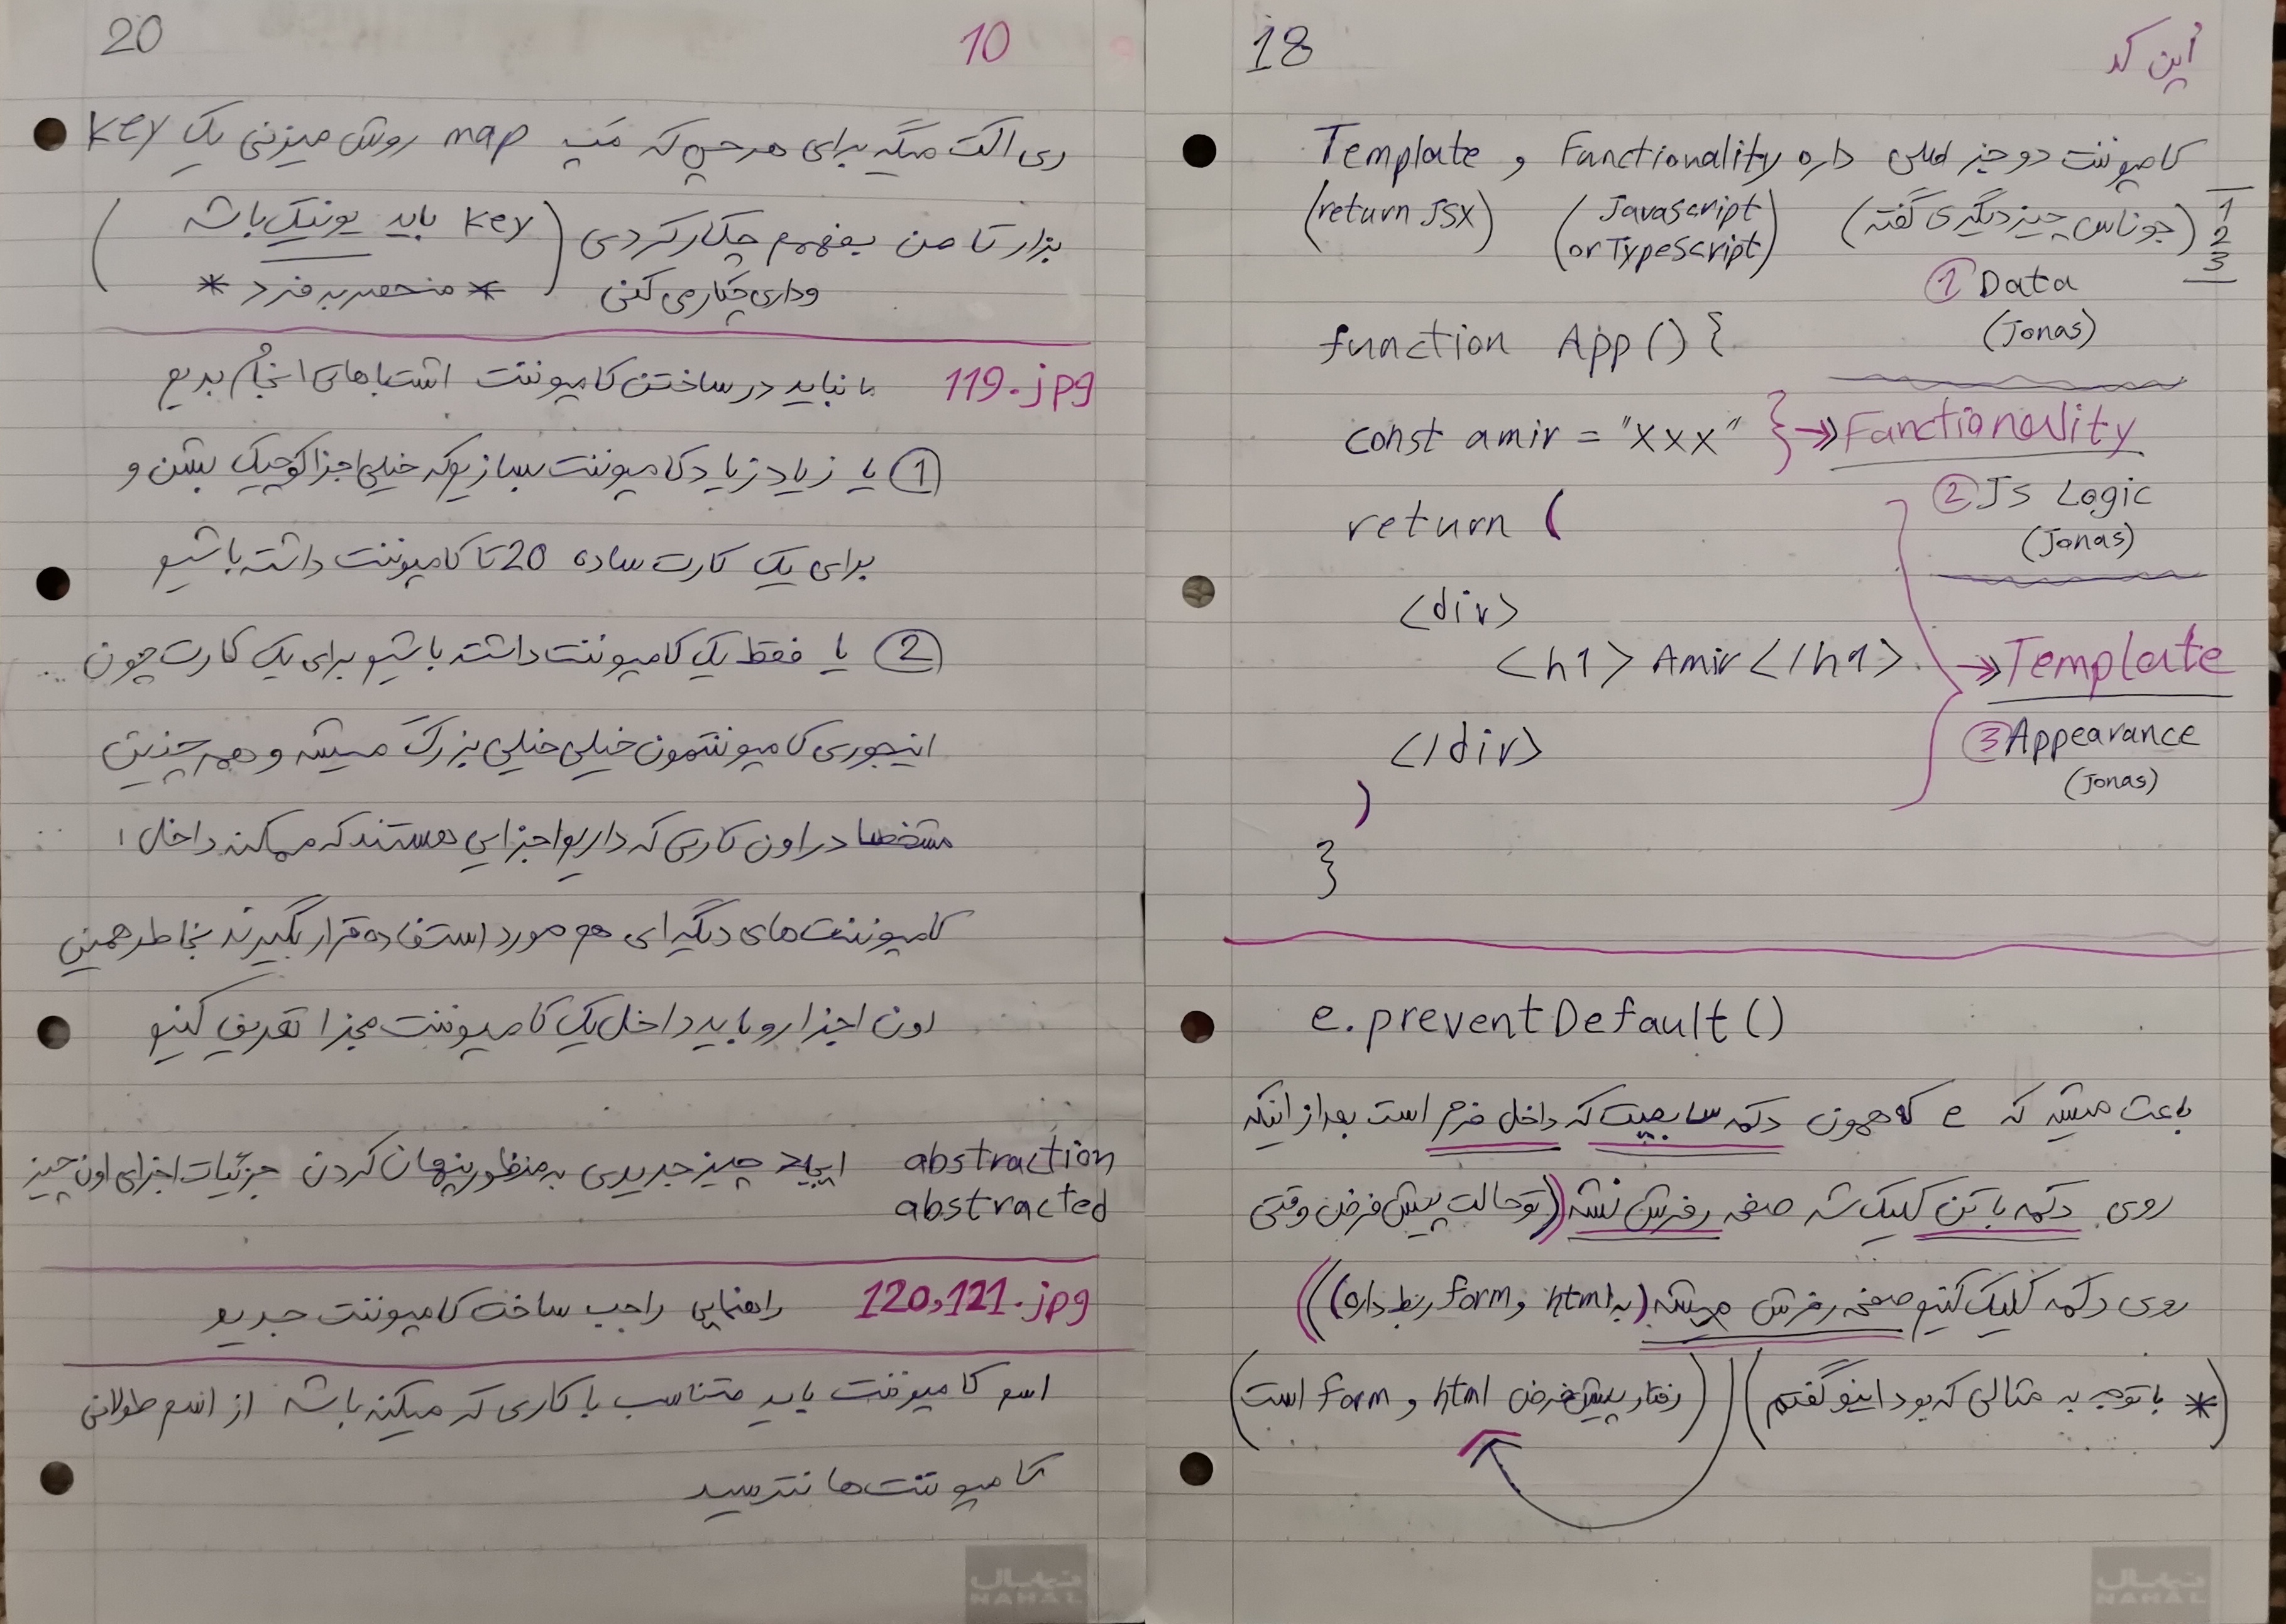 اُپن کد
18
کامپوننت دو چیز اصلی داره Functionality و Template
(return JSX)
(Javascript
or Typescript)
(جوناس چیز دیگری گفته)
1
2
3
① Data
(Jonas)
function App () {
const amir = "xxx" } → Fanctionality
② Js Logic
(Jonas)
return (
<div>
<h1> Amir </h1>
→ Template
</div>
③ Appearance
(Jonas)
)
}
e.preventDefault ()
باعث میشه که e که همون دکمه سابمیت که داخل فرم است بعد از اینکه
روی دکمه باتن کلیک شه صفحه رفرش نشه ((تو حالت پیش فرض وقتی
روی دکمه کلیک کنیم صفحه رفرش میشه (به html و form ربط داره)))
(* با توجه به مثالی که بود اینو گفتم)
(رفتار پیش فرض html و form است)
نهال
NAHAL
10
20
ری اکت میگه برای هر چی که مَپ map روش میزنی یک key
بزار تا من بفهمم چکار کردی (key باید یونیک باشه
وداری چکار می کنی * منحصر به فرد *)
119.jpg ما نباید در ساختن کامپوننت اشتباهای انجام بدیم
① یا زیاد زیاد کامپوننت بسازیم که خیلی اجزا کوچیک بشن و
برای یک کارت ساده 20 تا کامپوننت داشته باشیم
② یا فقط یک کامپوننت داشته باشیم برای یک کارت چون ...
اینجوری کامپوننتمون خیلی خیلی بزرگ میشه و همچنین
مشخصا در اون کاری که داریم اجزایی هستند که ممکنه داخل
کامپوننت های دیگه ای هم مورد استفاده قرار بگیرند بخاطر همین
اون اجزا رو باید داخل یک کامپوننت مجزا تعریف کنیم
abstraction ایجاد چیز جدیدی به منظور پنهان کردن جزئیات اجزای اون چیز
abstracted
120,121.jpg راهنمایی راجب ساخت کامپوننت جدید
اسم کامپوننت باید متناسب با کاری که میکنه باشه از اسم طولانی
کامپوننت ها نترسید
نهال
NAHAL